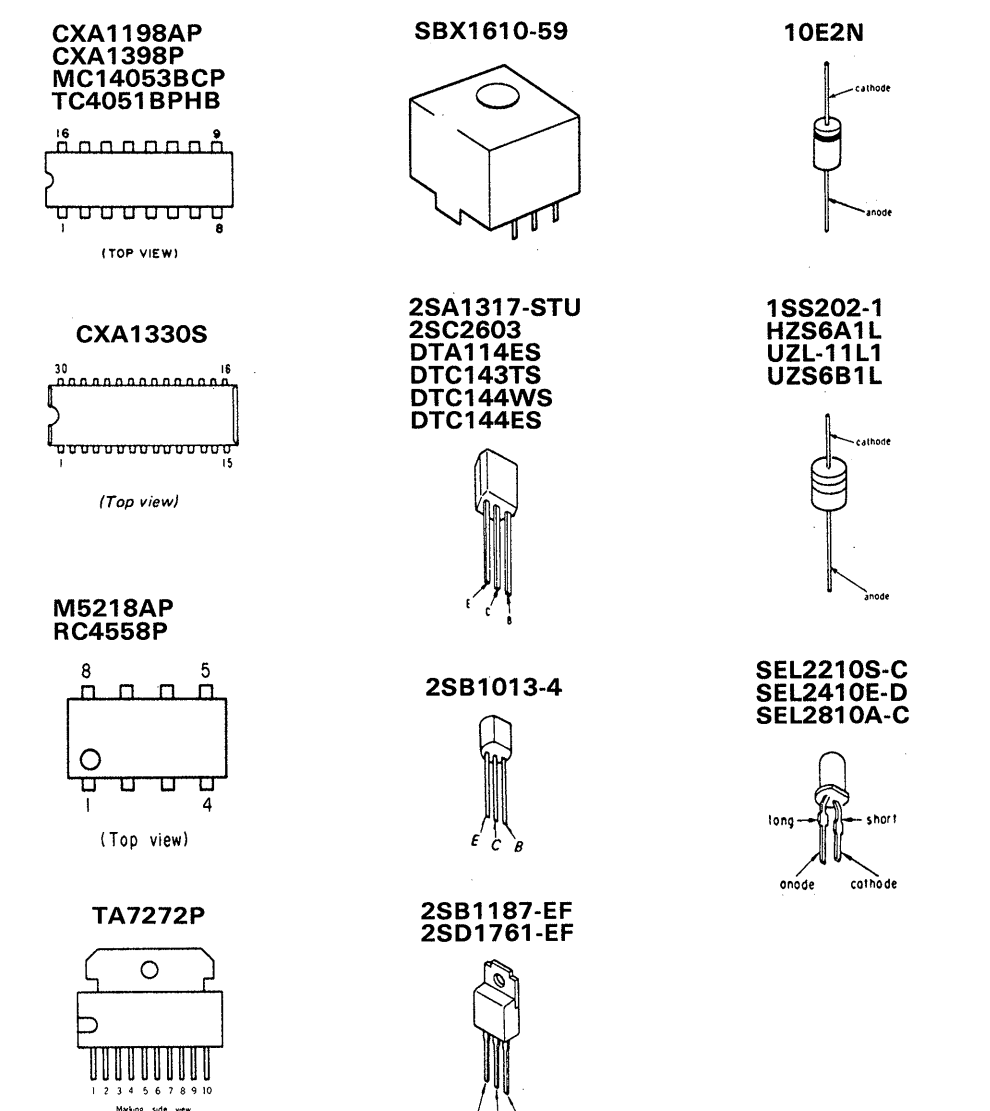 CXA1198AP
CXA1398P
MC14053BCP
TC4051BPHB
16 9
1 8
(TOP VIEW)
CXA1330S
30 16
1 15
(Top view)
M5218AP
RC4558P
8 5
1 4
(Top view)
TA7272P
1 2 3 4 5 6 7 8 9 10
Marking side view
SBX1610-59
2SA1317-STU
2SC2603
DTA114ES
DTC143TS
DTC144WS
DTC144ES
E C B
2SB1013-4
E C B
2SB1187-EF
2SD1761-EF
10E2N
cathode
anode
1SS202-1
HZS6A1L
UZL-11L1
UZS6B1L
cathode
anode
SEL2210S-C
SEL2410E-D
SEL2810A-C
long short
anode cathode